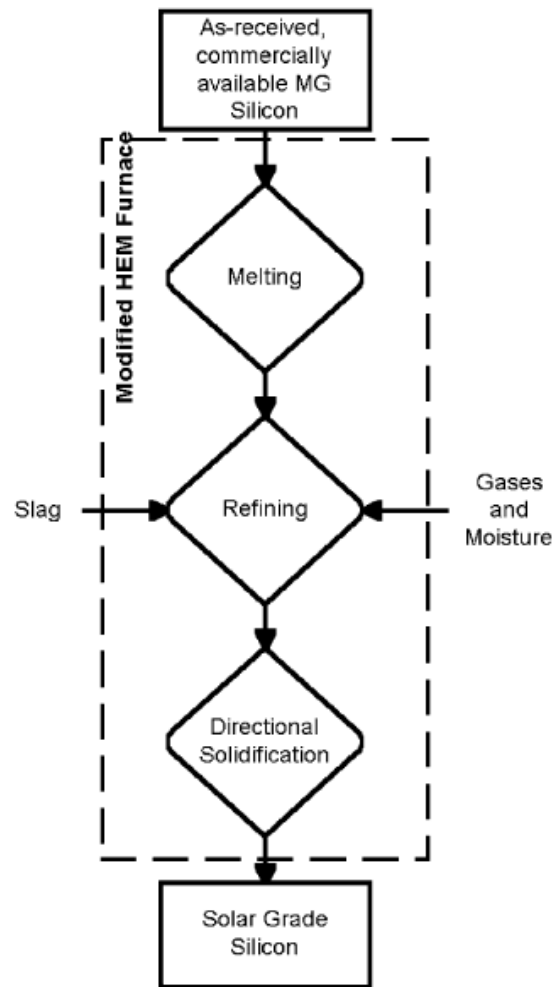 As-received,
commercially
available MG
Silicon
Modified HEM Furnace
Melting
Slag
Refining
Gases
and
Moisture
Directional
Solidification
Solar Grade
Silicon